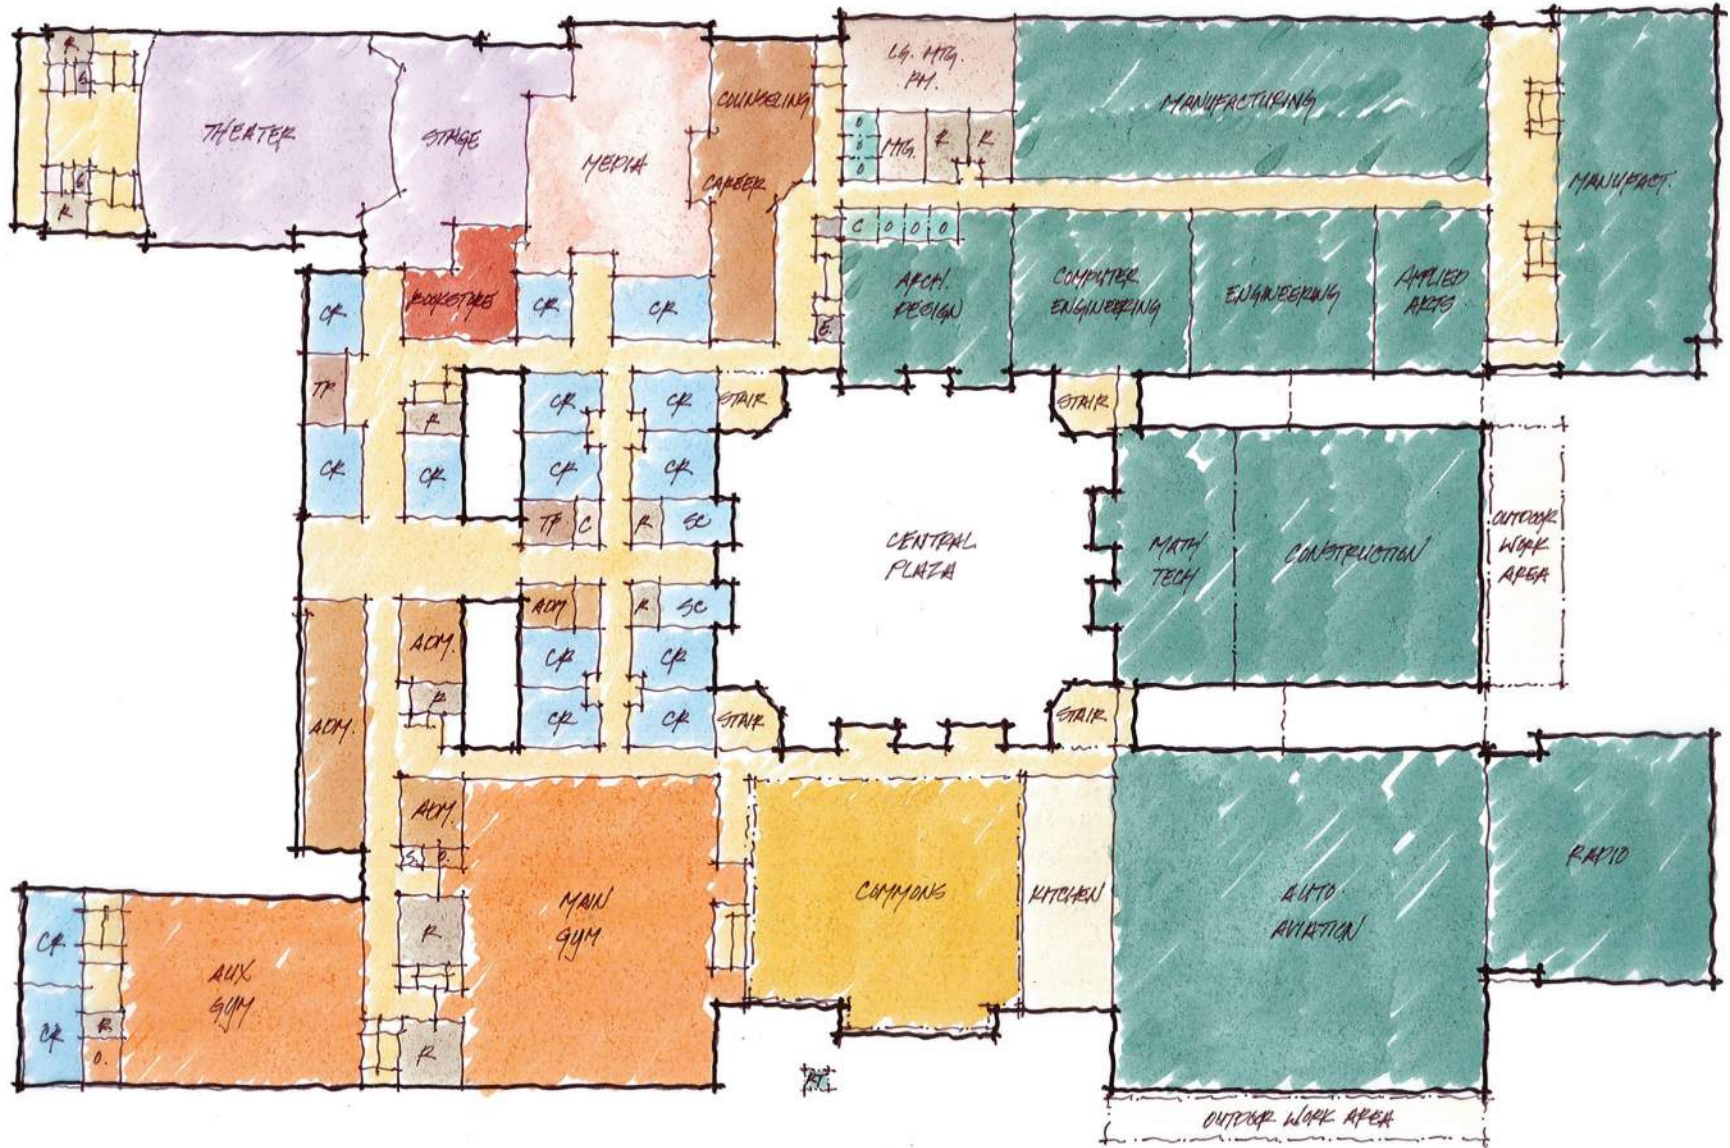 R
S
THEATER
STAGE
MEDIA
COUNSELING
CAREER
LG. MTG.
RM.
O
O
O
MTG.
R
R
MANUFACTURING
MANUFACT.
S
R
C
O
O
O
ARCH.
DESIGN
COMPUTER
ENGINEERING
ENGINEERING
APPLIED
ARTS
CR
BOOKSTORE
CR
CR
E.
TP
R
CR
CR
STAIR
STAIR
CR
CR
CR
CR
TP
C
R
SC
CENTRAL
PLAZA
MATH
TECH
CONSTRUCTION
OUTDOOR
WORK
AREA
ADM
R
SC
ADM.
CR
CR
R
ADM.
CR
CR
STAIR
STAIR
ADM.
S.
O.
MAIN
GYM
COMMONS
KITCHEN
AUTO
AVIATION
RADIO
CR
R
AUX
GYM
CR
R
O.
R
OUTDOOR WORK AREA